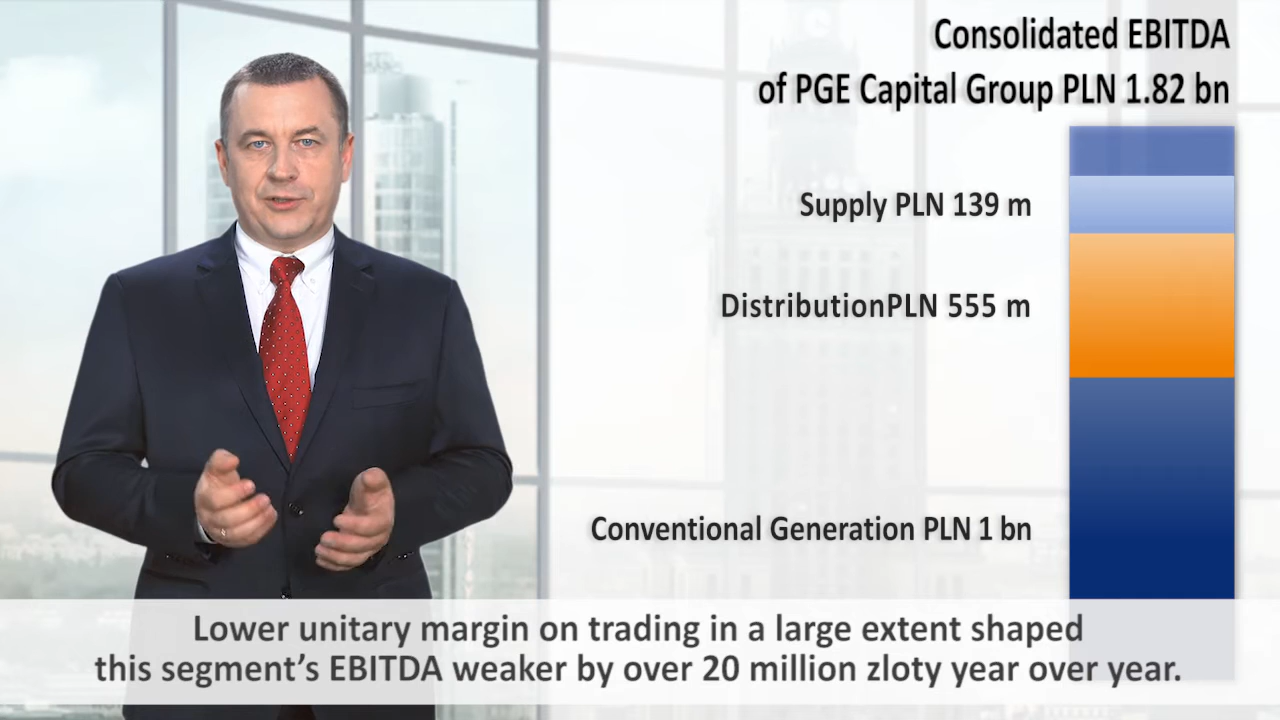 Consolidated EBITDA
of PGE Capital Group PLN 1.82 bn
Supply PLN 139 m
DistributionPLN 555 m
Conventional Generation PLN 1 bn
Lower unitary margin on trading in a large extent shaped
this segment’s EBITDA weaker by over 20 million zloty year over year.